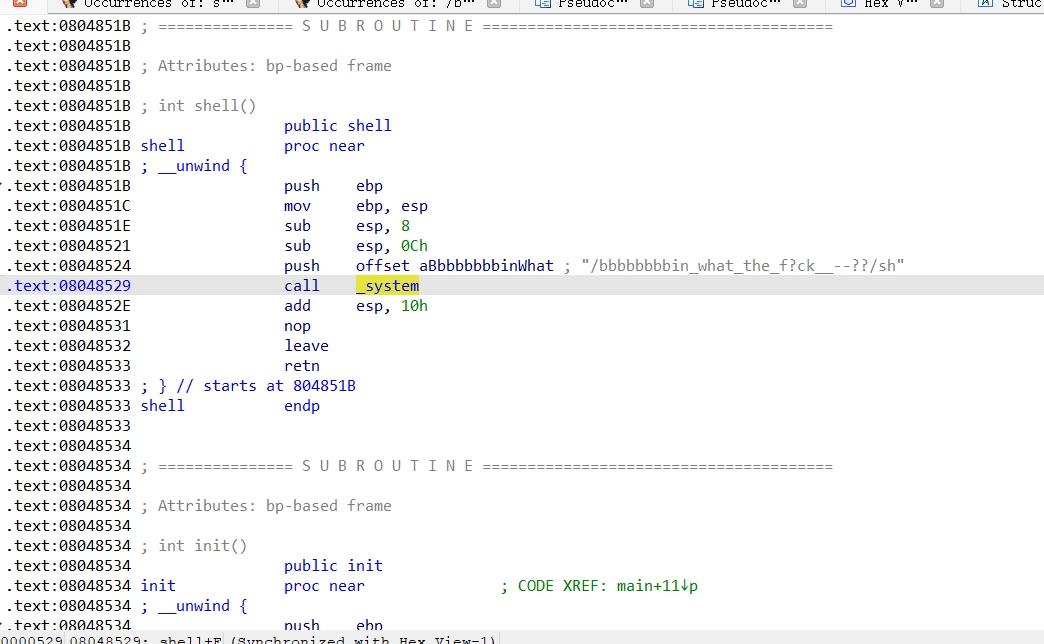 Occurrences of: s… Occurrences of: /b… Pseudoc… Pseudoc… Hex V… Struc
.text:0804851B ; =============== S U B R O U T I N E =======================================
.text:0804851B
.text:0804851B ; Attributes: bp-based frame
.text:0804851B
.text:0804851B ; int shell()
.text:0804851B public shell
.text:0804851B shell proc near
.text:0804851B ; __unwind {
.text:0804851B push ebp
.text:0804851C mov ebp, esp
.text:0804851E sub esp, 8
.text:08048521 sub esp, 0Ch
.text:08048524 push offset aBbbbbbbbinWhat ; "/bbbbbbbbin_what_the_f?ck__--??/sh"
.text:08048529 call _system
.text:0804852E add esp, 10h
.text:08048531 nop
.text:08048532 leave
.text:08048533 retn
.text:08048533 ; } // starts at 804851B
.text:08048533 shell endp
.text:08048533
.text:08048534
.text:08048534 ; =============== S U B R O U T I N E =======================================
.text:08048534
.text:08048534 ; Attributes: bp-based frame
.text:08048534
.text:08048534 ; int init()
.text:08048534 public init
.text:08048534 init proc near ; CODE XREF: main+11↓p
.text:08048534 ; __unwind {
.text:08048534 push ebp
00000529 08048529: shell+E (Synchronized with Hex View-1)